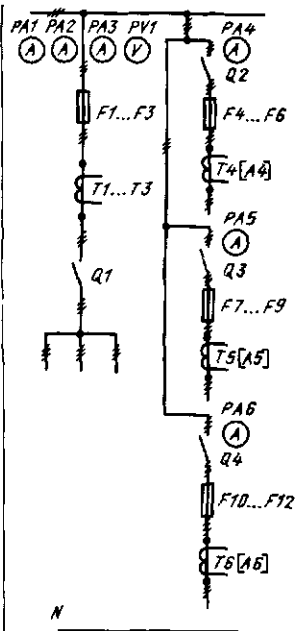 PA1 PA2 PA3 PV1 PA4
A A A V A
Q2
F1...F3 F4...F6
T1...T3 T4[A4]
PA5
A
Q1 Q3
F7...F9
T5[A5]
PA6
A
Q4
F10...F12
T6[A6]
N